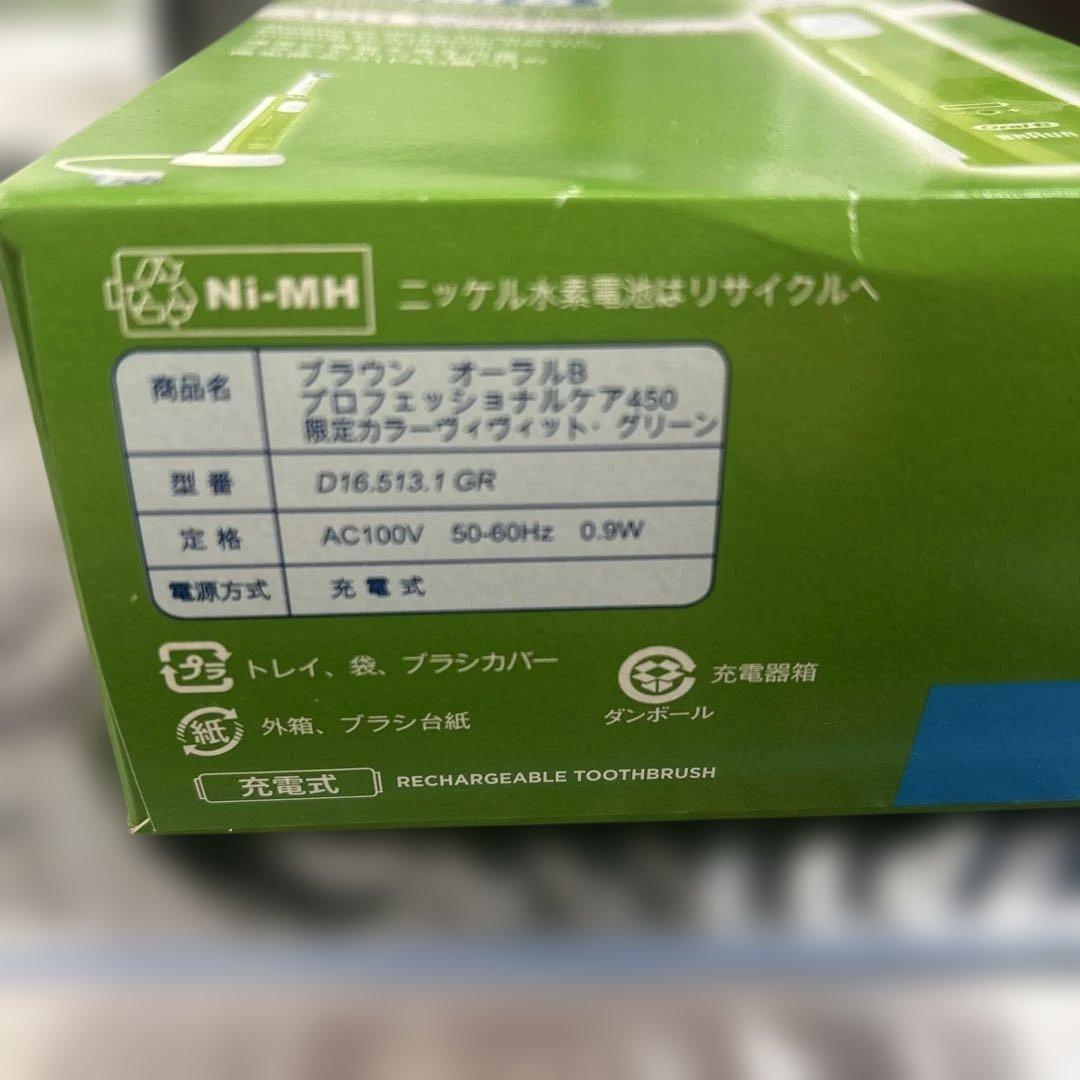 Oral-B
BRAUN
Ni-MH
ニッケル水素電池はリサイクルへ
商品名
ブラウン オーラルB
プロフェッショナルケア450
限定カラーヴィヴィット・グリーン
型番 D16.513.1 GR
定格 AC100V 50-60Hz 0.9W
電源方式 充電式
プラ トレイ、袋、ブラシカバー
紙 外箱、ブラシ台紙
充電器箱
ダンボール
充電式 RECHARGEABLE TOOTHBRUSH